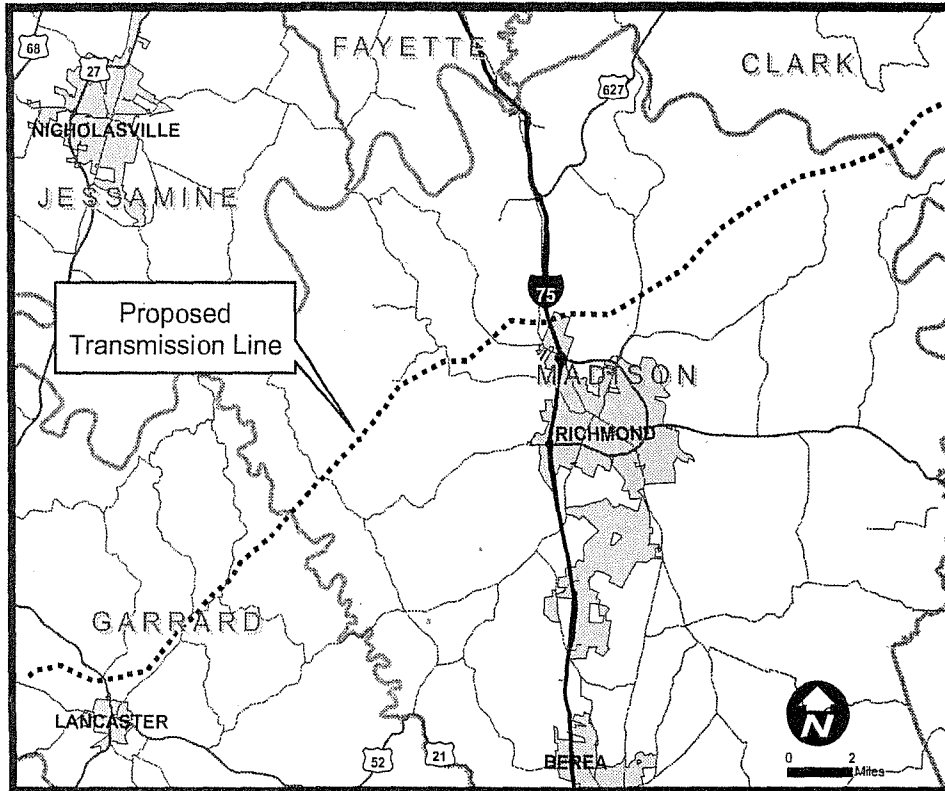 68
FAYETTE
CLARK
27
627
NICHOLASVILLE
JESSAMINE
75
Proposed
Transmission Line
MADISON
RICHMOND
GARRARD
LANCASTER
52
21
BEREA
N
0 2
Miles